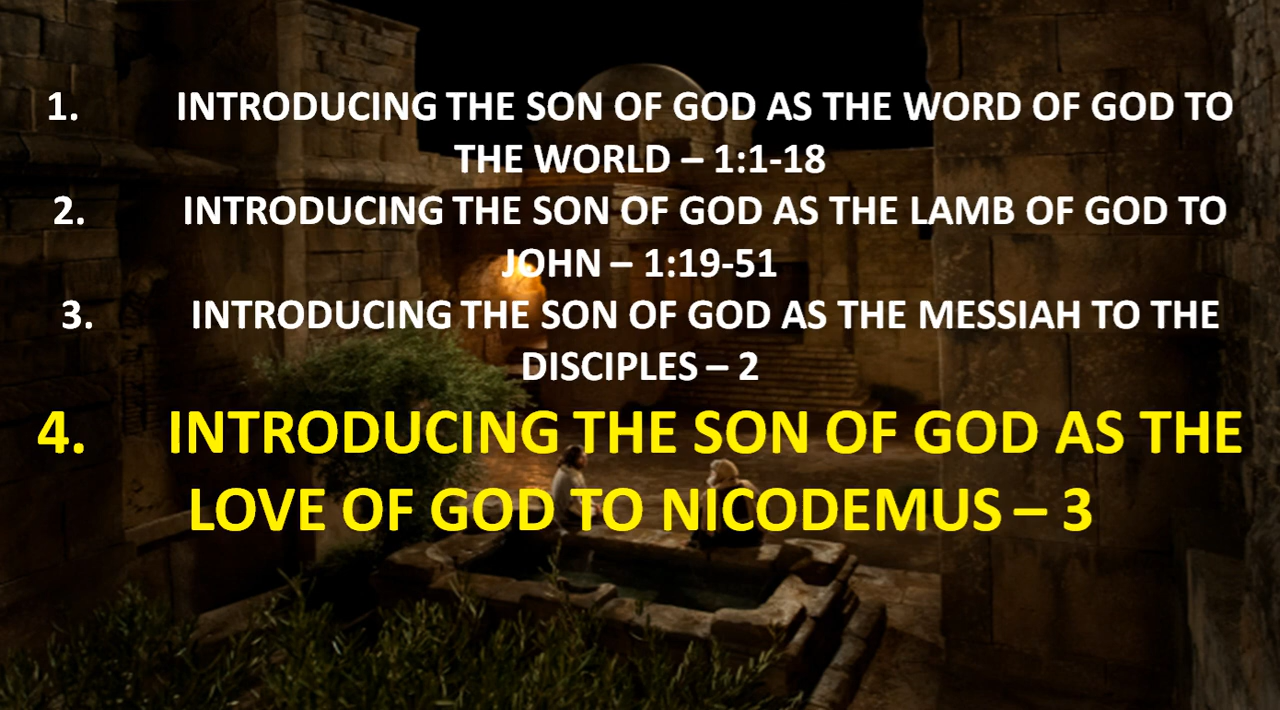 1. INTRODUCING THE SON OF GOD AS THE WORD OF GOD TO
THE WORLD – 1:1-18
2. INTRODUCING THE SON OF GOD AS THE LAMB OF GOD TO
JOHN – 1:19-51
3. INTRODUCING THE SON OF GOD AS THE MESSIAH TO THE
DISCIPLES – 2
4. INTRODUCING THE SON OF GOD AS THE
LOVE OF GOD TO NICODEMUS – 3